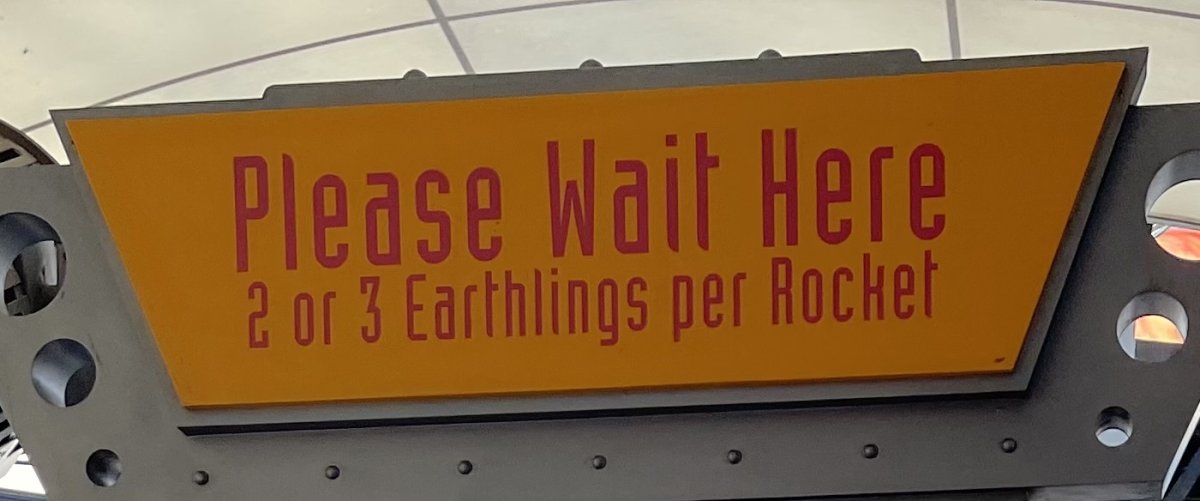 Please Wait Here
2 or 3 Earthlings per Rocket